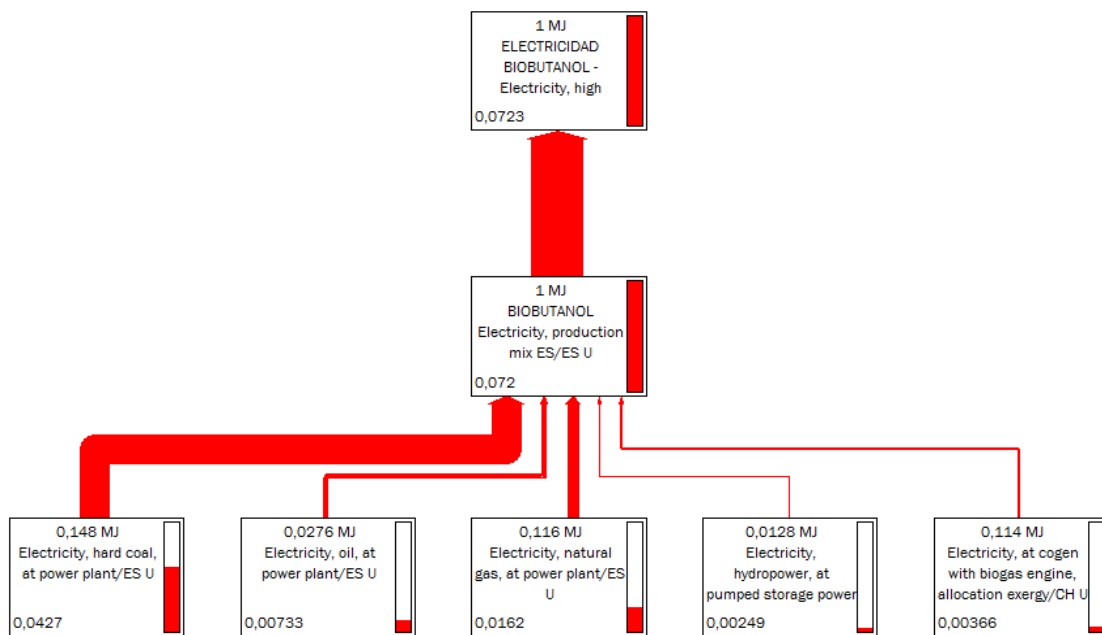 1 MJ
ELECTRICIDAD
BIOBUTANOL -
Electricity, high
0,0723
1 MJ
BIOBUTANOL
Electricity, production
mix ES/ES U
0,072
0,148 MJ
Electricity, hard coal,
at power plant/ES U
0,0427
0,0276 MJ
Electricity, oil, at
power plant/ES U
0,00733
0,116 MJ
Electricity, natural
gas, at power plant/ES
U
0,0162
0,0128 MJ
Electricity,
hydropower, at
pumped storage power
0,00249
0,114 MJ
Electricity, at cogen
with biogas engine,
allocation exergy/CH U
0,00366